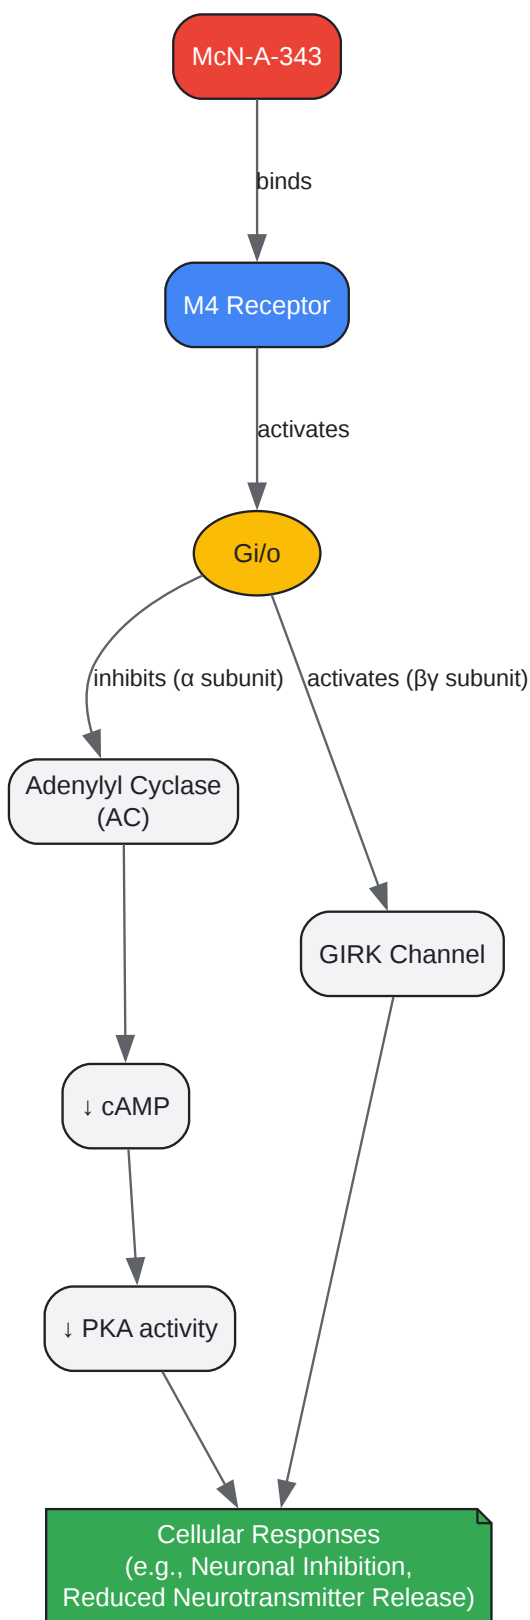 McN-A-343
binds
M4 Receptor
activates
Gi/o
inhibits (α subunit)
activates (βγ subunit)
Adenylyl Cyclase
(AC)
GIRK Channel
↓ cAMP
↓ PKA activity
Cellular Responses
(e.g., Neuronal Inhibition,
Reduced Neurotransmitter Release)